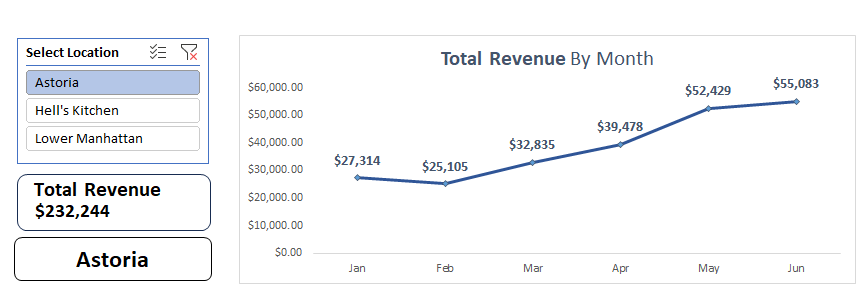 Select Location
Astoria
Hell's Kitchen
Lower Manhattan
Total Revenue
$232,244
Astoria
Total Revenue By Month
$60,000.00
$50,000.00
$40,000.00
$30,000.00
$20,000.00
$10,000.00
$0.00
$27,314
$25,105
$32,835
$39,478
$52,429
$55,083
Jan Feb Mar Apr May Jun